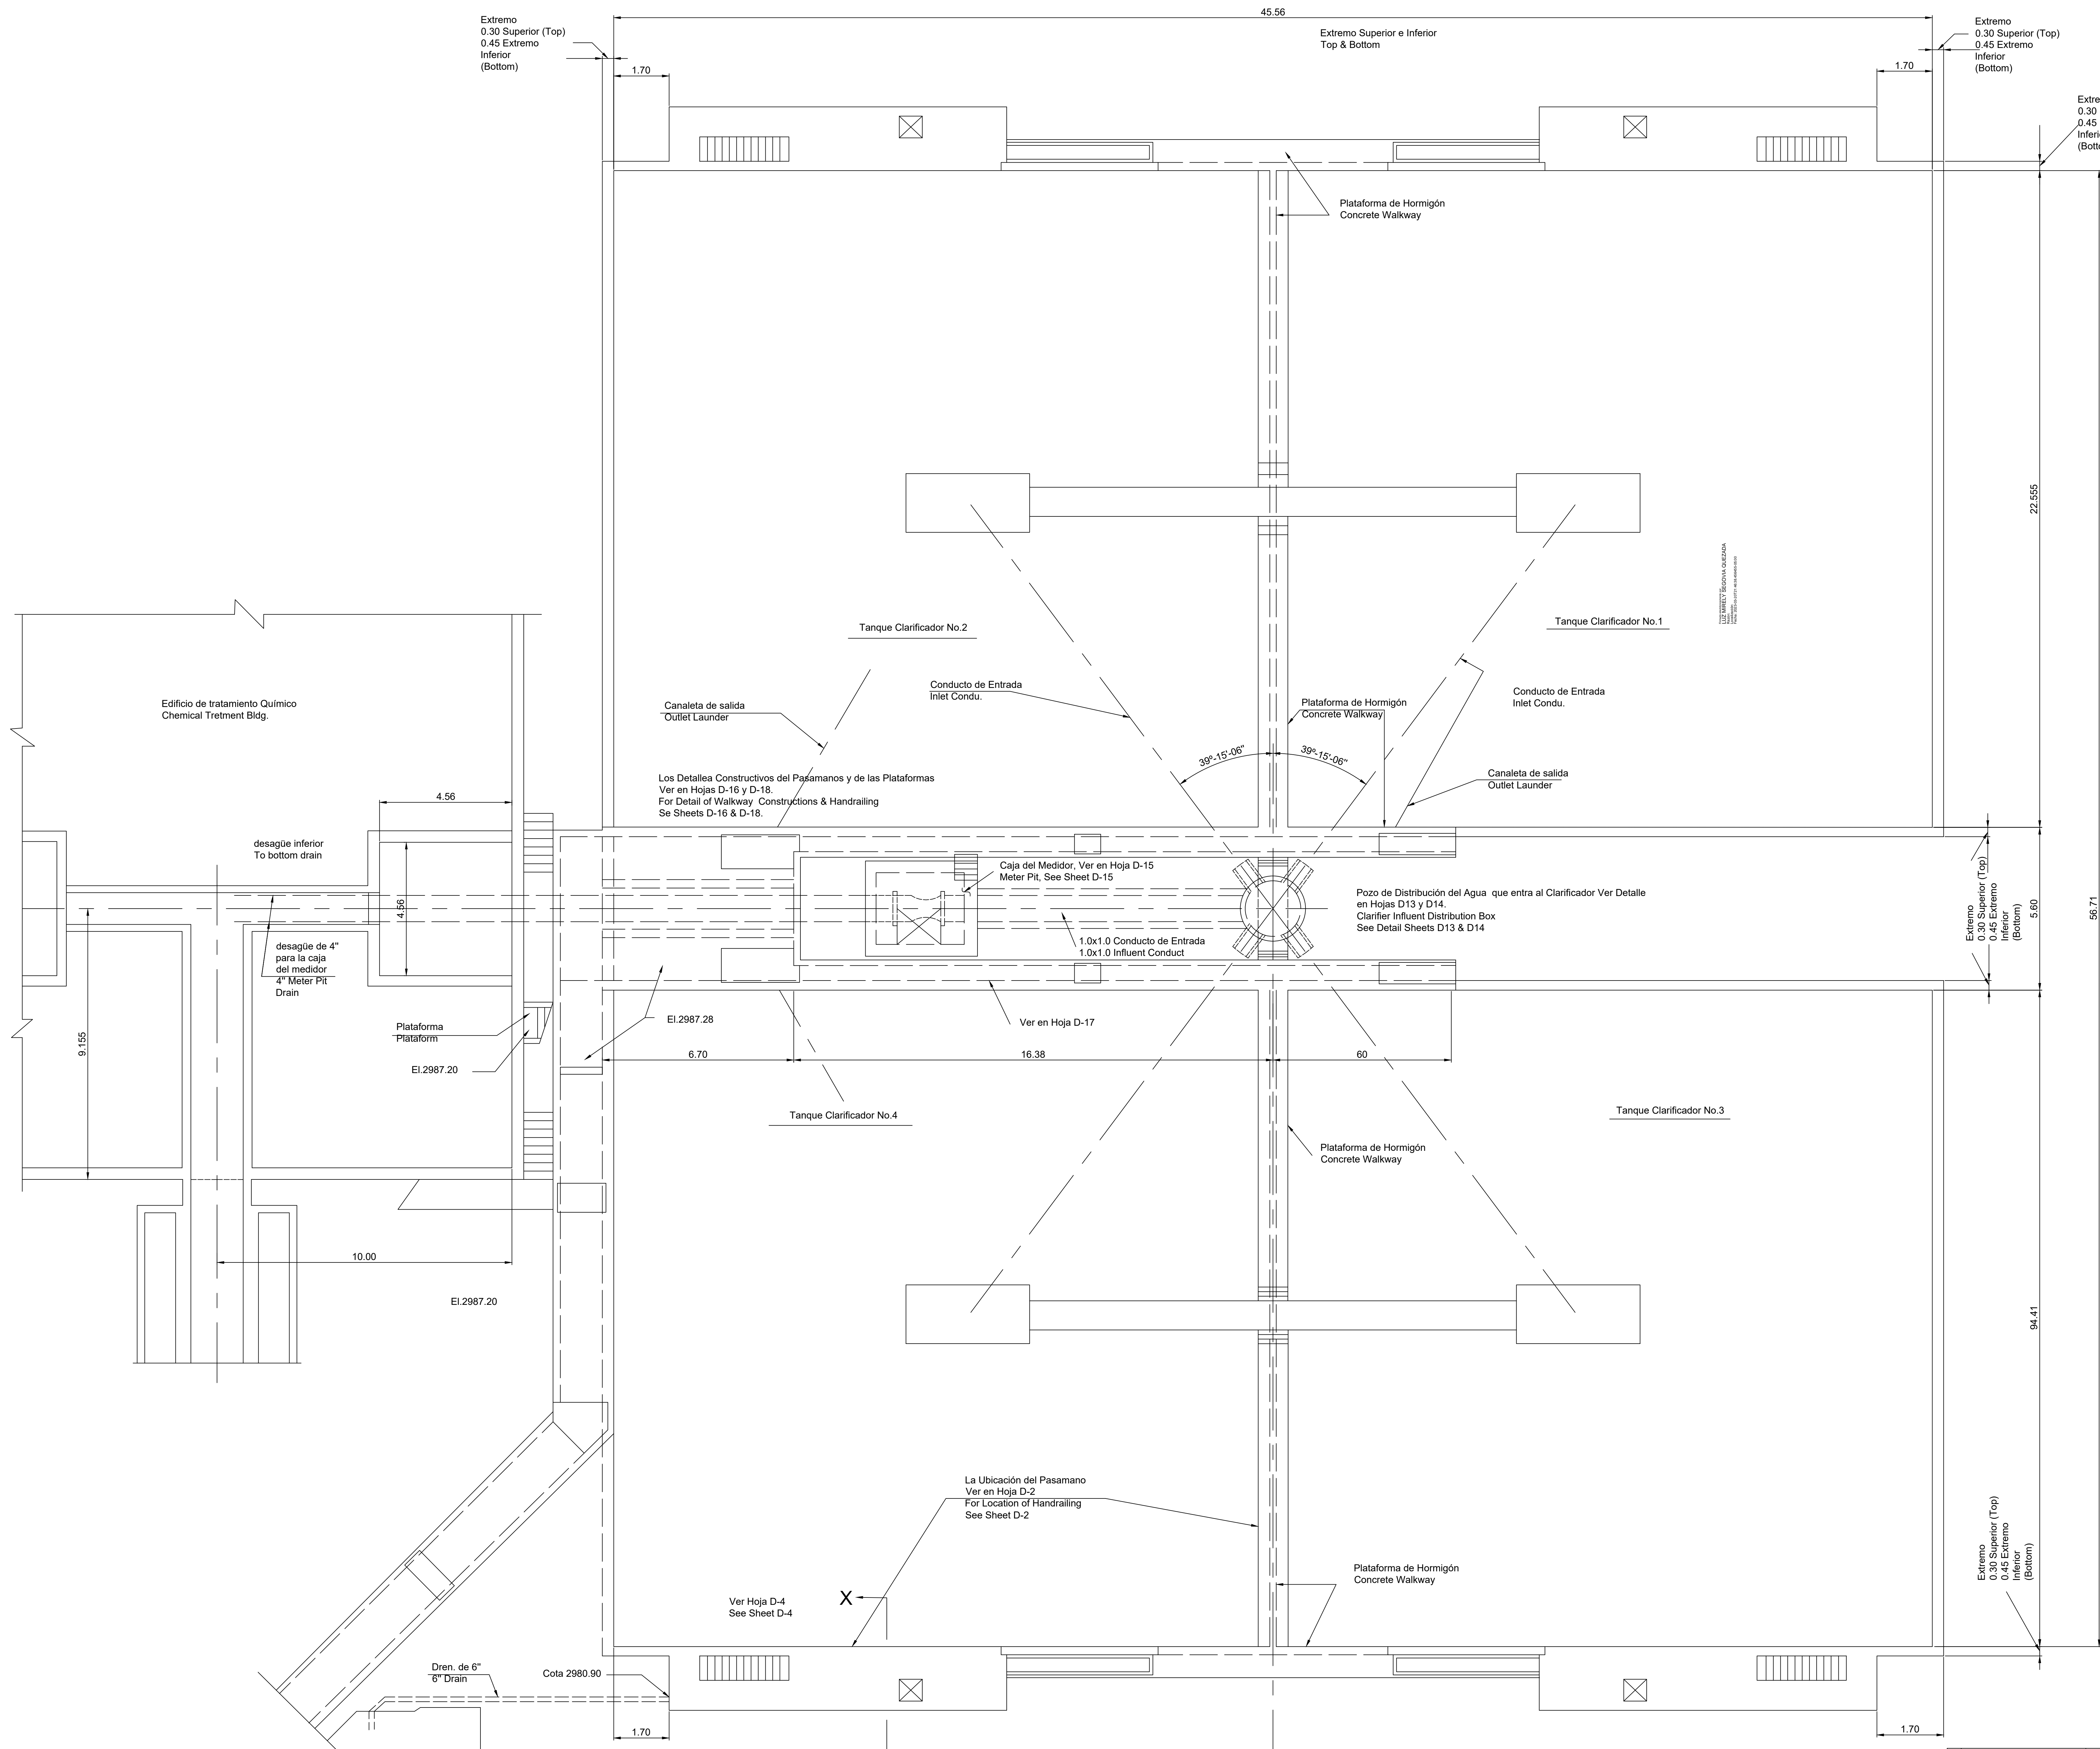 45.56
Extremo Superior e Inferior
Top & Bottom
Extremo
0.30 Superior (Top)
0.45 Extremo
Inferior
(Bottom)
Extremo
0.30 Superior (Top)
0.45 Extremo
Inferior
(Bottom)
1.70
1.70
Extre
0.30
0.45
Inferi
(Botto
Plataforma de Hormigón
Concrete Walkway
22.555
LUZ MIRELY SEGOVIA QUEZADA
Tanque Clarificador No.2
Tanque Clarificador No.1
Edificio de tratamiento Químico
Chemical Tretment Bldg.
Canaleta de salida
Outlet Launder
Conducto de Entrada
Inlet Condu.
Plataforma de Hormigón
Concrete Walkway
Conducto de Entrada
Inlet Condu.
39º-15'-06"
39º-15'-06"
Canaleta de salida
Outlet Launder
Los Detallea Constructivos del Pasamanos y de las Plataformas
Ver en Hojas D-16 y D-18.
For Detail of Walkway Constructions & Handrailing
Se Sheets D-16 & D-18.
4.56
desagüe inferior
To bottom drain
4.56
Caja del Medidor, Ver en Hoja D-15
Meter Pit, See Sheet D-15
Pozo de Distribución del Agua que entra al Clarificador Ver Detalle
en Hojas D13 y D14.
Clarifier Influent Distribution Box
See Detail Sheets D13 & D14
Extremo
0.30 Superior (Top)
0.45 Extremo
Inferior
(Bottom)
5.60
56.71
desagüe de 4"
para la caja
del medidor
4" Meter Pit
Drain
1.0x1.0 Conducto de Entrada
1.0x1.0 Influent Conduct
Plataforma
Plataform
El.2987.28
Ver en Hoja D-17
9.155
El.2987.20
6.70
16.38
60
Tanque Clarificador No.4
Tanque Clarificador No.3
Plataforma de Hormigón
Concrete Walkway
10.00
El.2987.20
94.41
La Ubicación del Pasamano
Ver en Hoja D-2
For Location of Handrailing
See Sheet D-2
Extremo
0.30 Superior (Top)
0.45 Extremo
Inferior
(Bottom)
Plataforma de Hormigón
Concrete Walkway
Ver Hoja D-4
See Sheet D-4
X
Dren. de 6"
6" Drain
Cota 2980.90
1.70
1.70